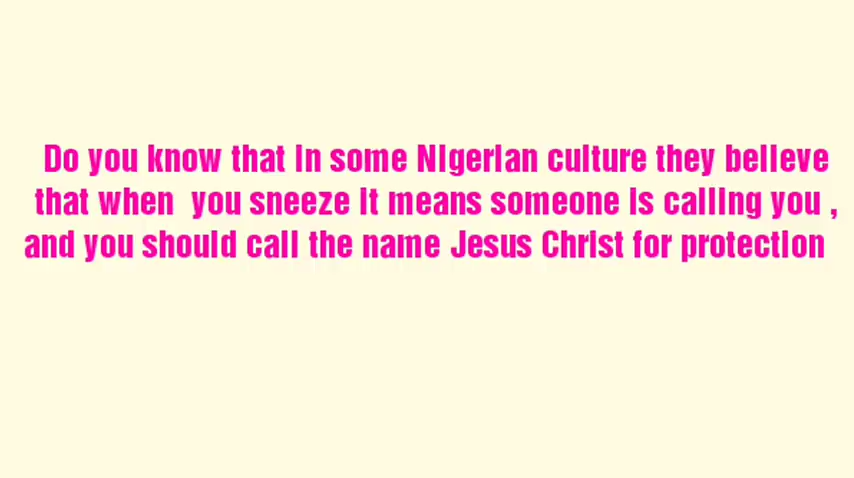 Do you know that in some Nigerian culture they believe
that when you sneeze it means someone is calling you ,
and you should call the name Jesus Christ for protection